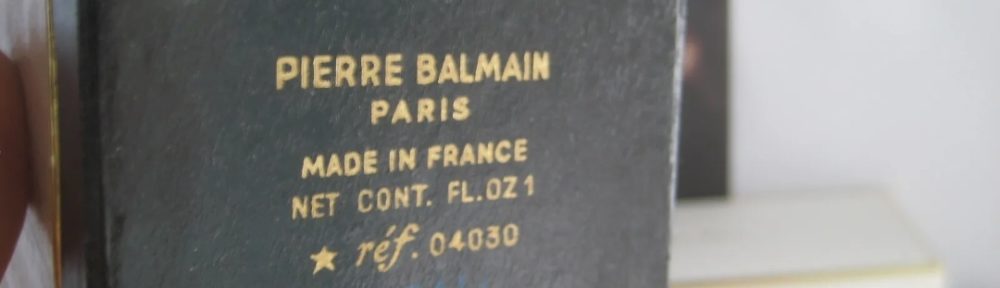 PIERRE BALMAIN
PARIS
MADE IN FRANCE
NET CONT. FL.OZ 1
★ réf. 04030